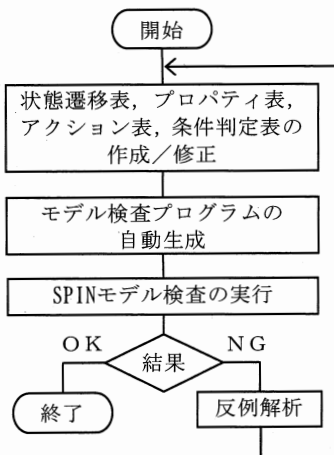 開始
状態遷移表，プロパティ表，
アクション表，条件判定表の
作成／修正
モデル検査プログラムの
自動生成
SPINモデル検査の実行
ＯＫ
結果
ＮＧ
終了
反例解析